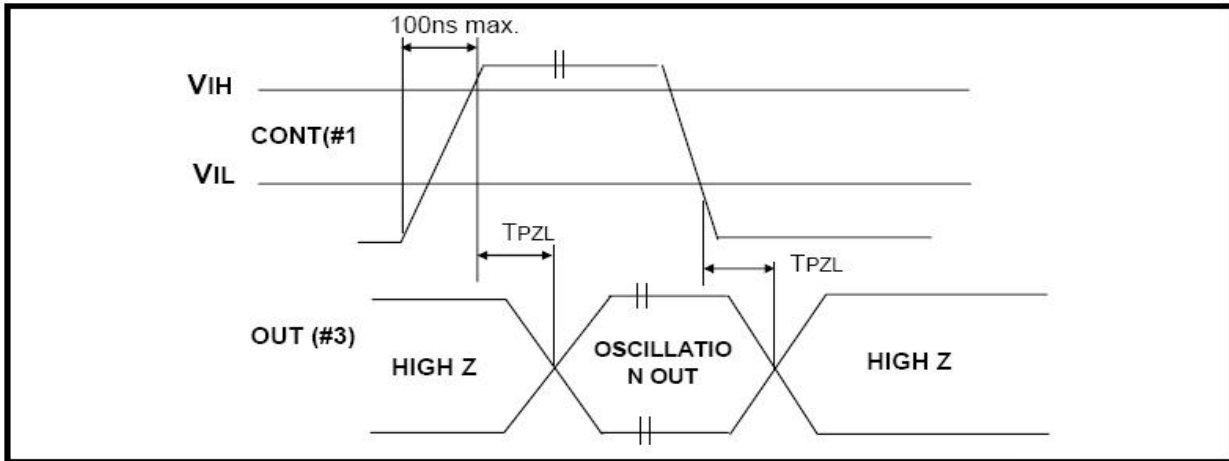 100ns max.
VIH
CONT(#1
VIL
TPZL
TPZL
OUT (#3)
HIGH Z
OSCILLATIO
N OUT
HIGH Z